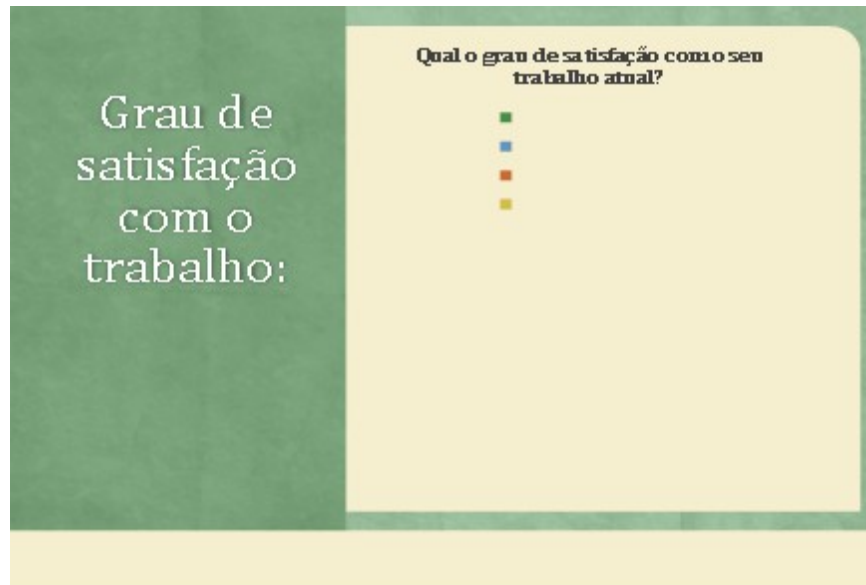 Grau de
satisfação
com o
trabalho:
Qual o grau de satisfação com o seu
trabalho atual?